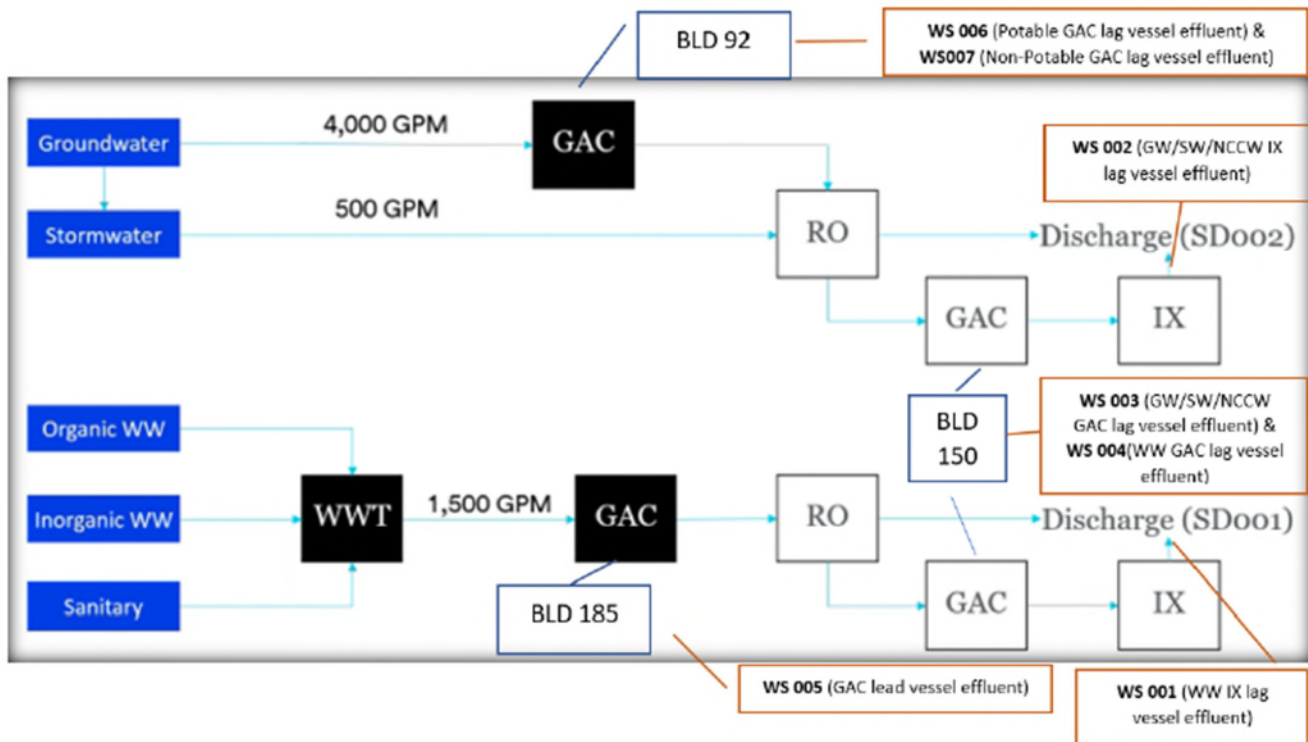 BLD 92
WS 006 (Potable GAC lag vessel effluent) &
WS007 (Non-Potable GAC lag vessel effluent)
Groundwater
4,000 GPM
GAC
WS 002 (GW/SW/NCCW IX
lag vessel effluent)
Stormwater
500 GPM
RO
Discharge (SD002)
GAC
IX
Organic WW
BLD
150
WS 003 (GW/SW/NCCW
GAC lag vessel effluent) &
WS 004(WW GAC lag vessel
effluent)
Inorganic WW
WWT
1,500 GPM
GAC
RO
Discharge (SD001)
Sanitary
BLD 185
GAC
IX
WS 005 (GAC lead vessel effluent)
WS 001 (WW IX lag
vessel effluent)